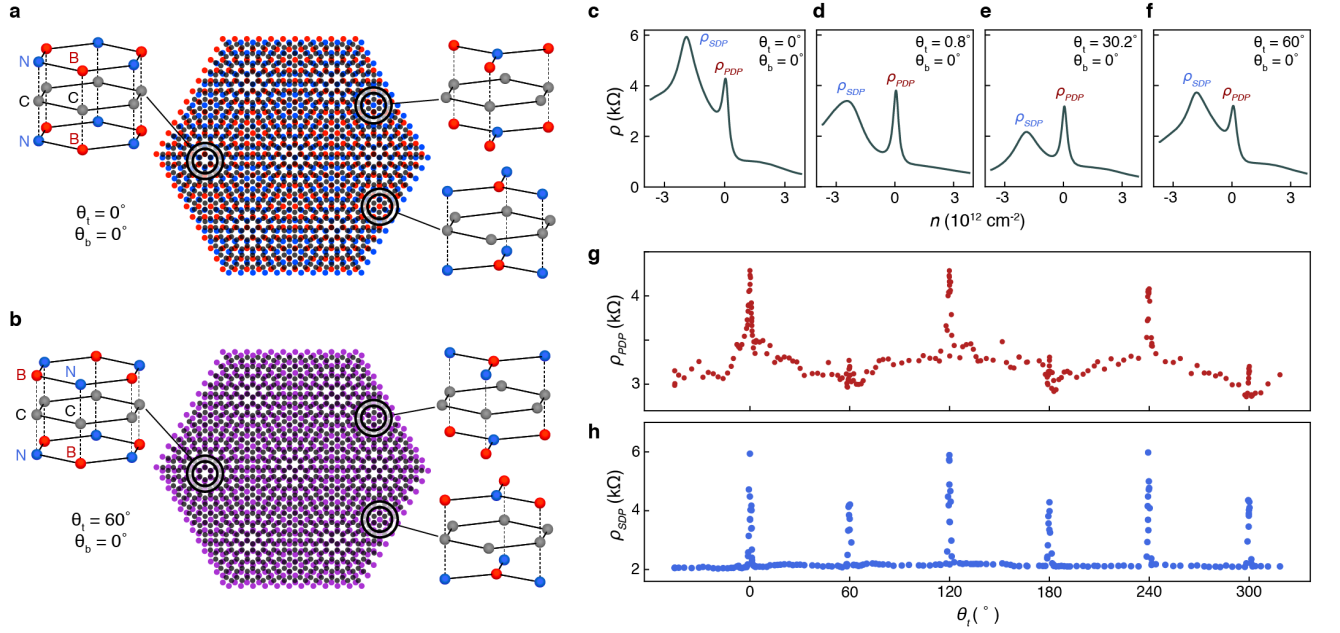 a
N
B
C
C
N
B
θt = 0°
θb = 0°
b
B
N
C
C
N
B
θt = 60°
θb = 0°
c
d
e
f
ρSDP
ρPDP
θt = 0°
θb = 0°
ρSDP
ρPDP
θt = 0.8°
θb = 0°
ρSDP
ρPDP
θt = 30.2°
θb = 0°
ρSDP
ρPDP
θt = 60°
θb = 0°
ρ (kΩ)
6
4
2
0
-3 0 3 -3 0 3 -3 0 3 -3 0 3
n (10¹² cm-2)
g
ρPDP (kΩ)
4
3
h
ρSDP (kΩ)
6
4
2
0 60 120 180 240 300
θt (°)